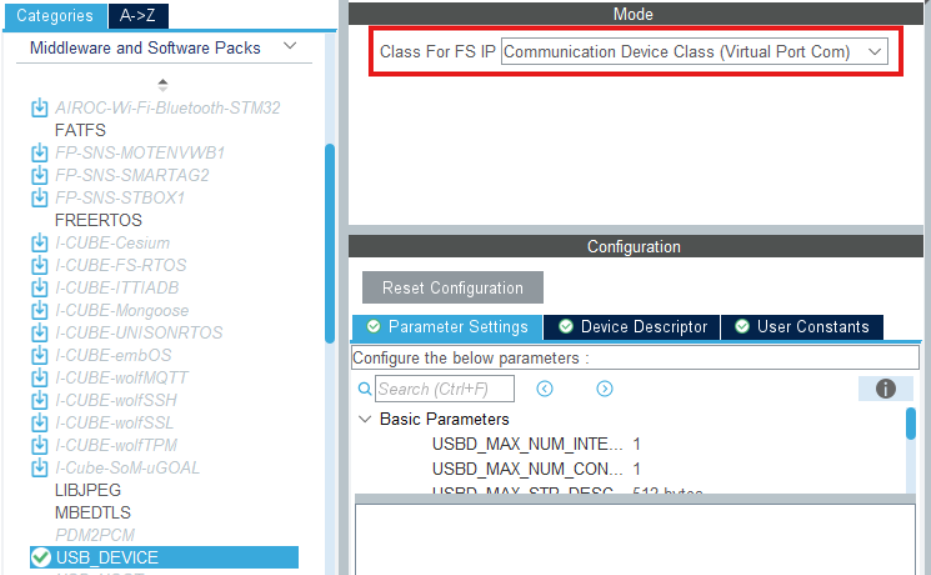 Categories A->Z
Middleware and Software Packs
AIROC-Wi-Fi-Bluetooth-STM32
FATFS
FP-SNS-MOTENVWB1
FP-SNS-SMARTAG2
FP-SNS-STBOX1
FREERTOS
I-CUBE-Cesium
I-CUBE-FS-RTOS
I-CUBE-ITTIADB
I-CUBE-Mongoose
I-CUBE-UNISONRTOS
I-CUBE-embOS
I-CUBE-wolfMQTT
I-CUBE-wolfSSH
I-CUBE-wolfSSL
I-CUBE-wolfTPM
I-Cube-SoM-uGOAL
LIBJPEG
MBEDTLS
PDM2PCM
USB_DEVICE
Mode
Class For FS IP Communication Device Class (Virtual Port Com)
Configuration
Reset Configuration
Parameter Settings Device Descriptor User Constants
Configure the below parameters :
Search (Ctrl+F)
Basic Parameters
USBD_MAX_NUM_INTE... 1
USBD_MAX_NUM_CON... 1
USBD_MAX_STR_DESC... 512 bytes